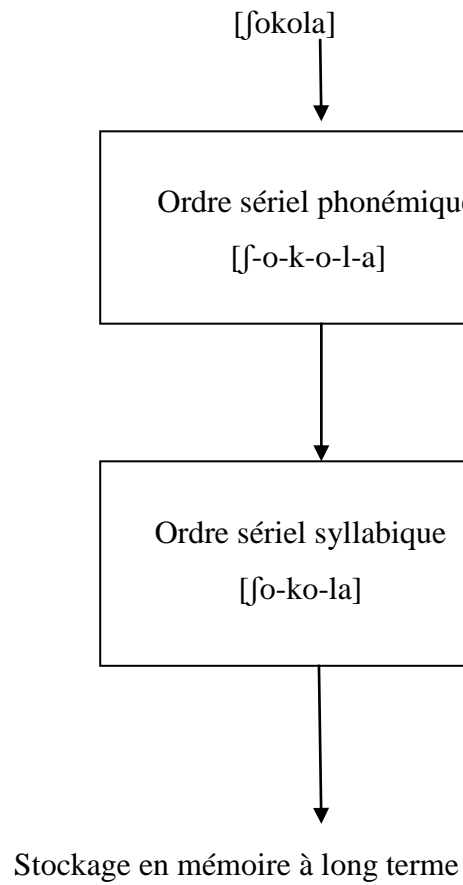 [ʃokola]
Ordre sériel phonémique
[ʃ-o-k-o-l-a]
Ordre sériel syllabique
[ʃo-ko-la]
Stockage en mémoire à long terme